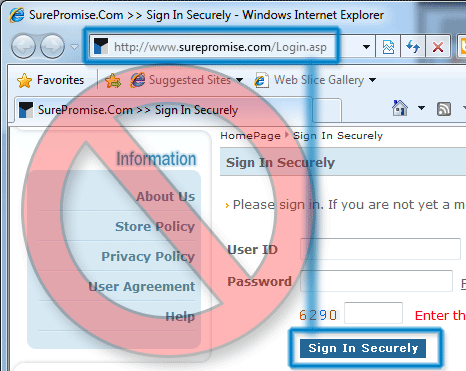 SurePromise.Com >> Sign In Securely - Windows Internet Explorer
http://www.surepromise.com/Login.asp
Favorites Suggested Sites Web Slice Gallery
SurePromise.Com >> Sign In Securely
HomePage Sign In Securely
Information
Sign In Securely
About Us
Store Policy
Privacy Policy
User Agreement
Help
› Please sign in. If you are not yet a m
User ID
Password
6290 Enter the
Sign In Securely